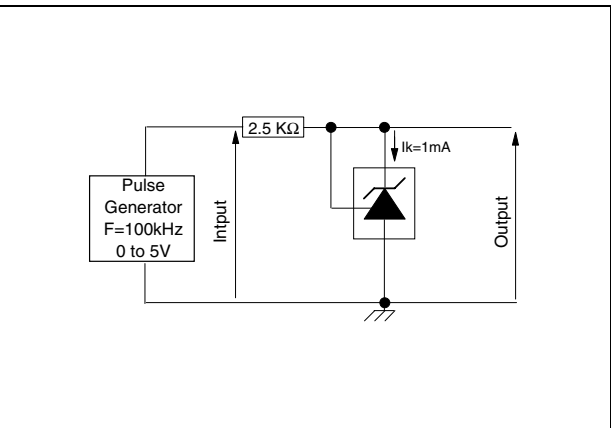 2.5 KΩ
Ik=1mA
Pulse
Generator
F=100kHz
0 to 5V
Intput
Output